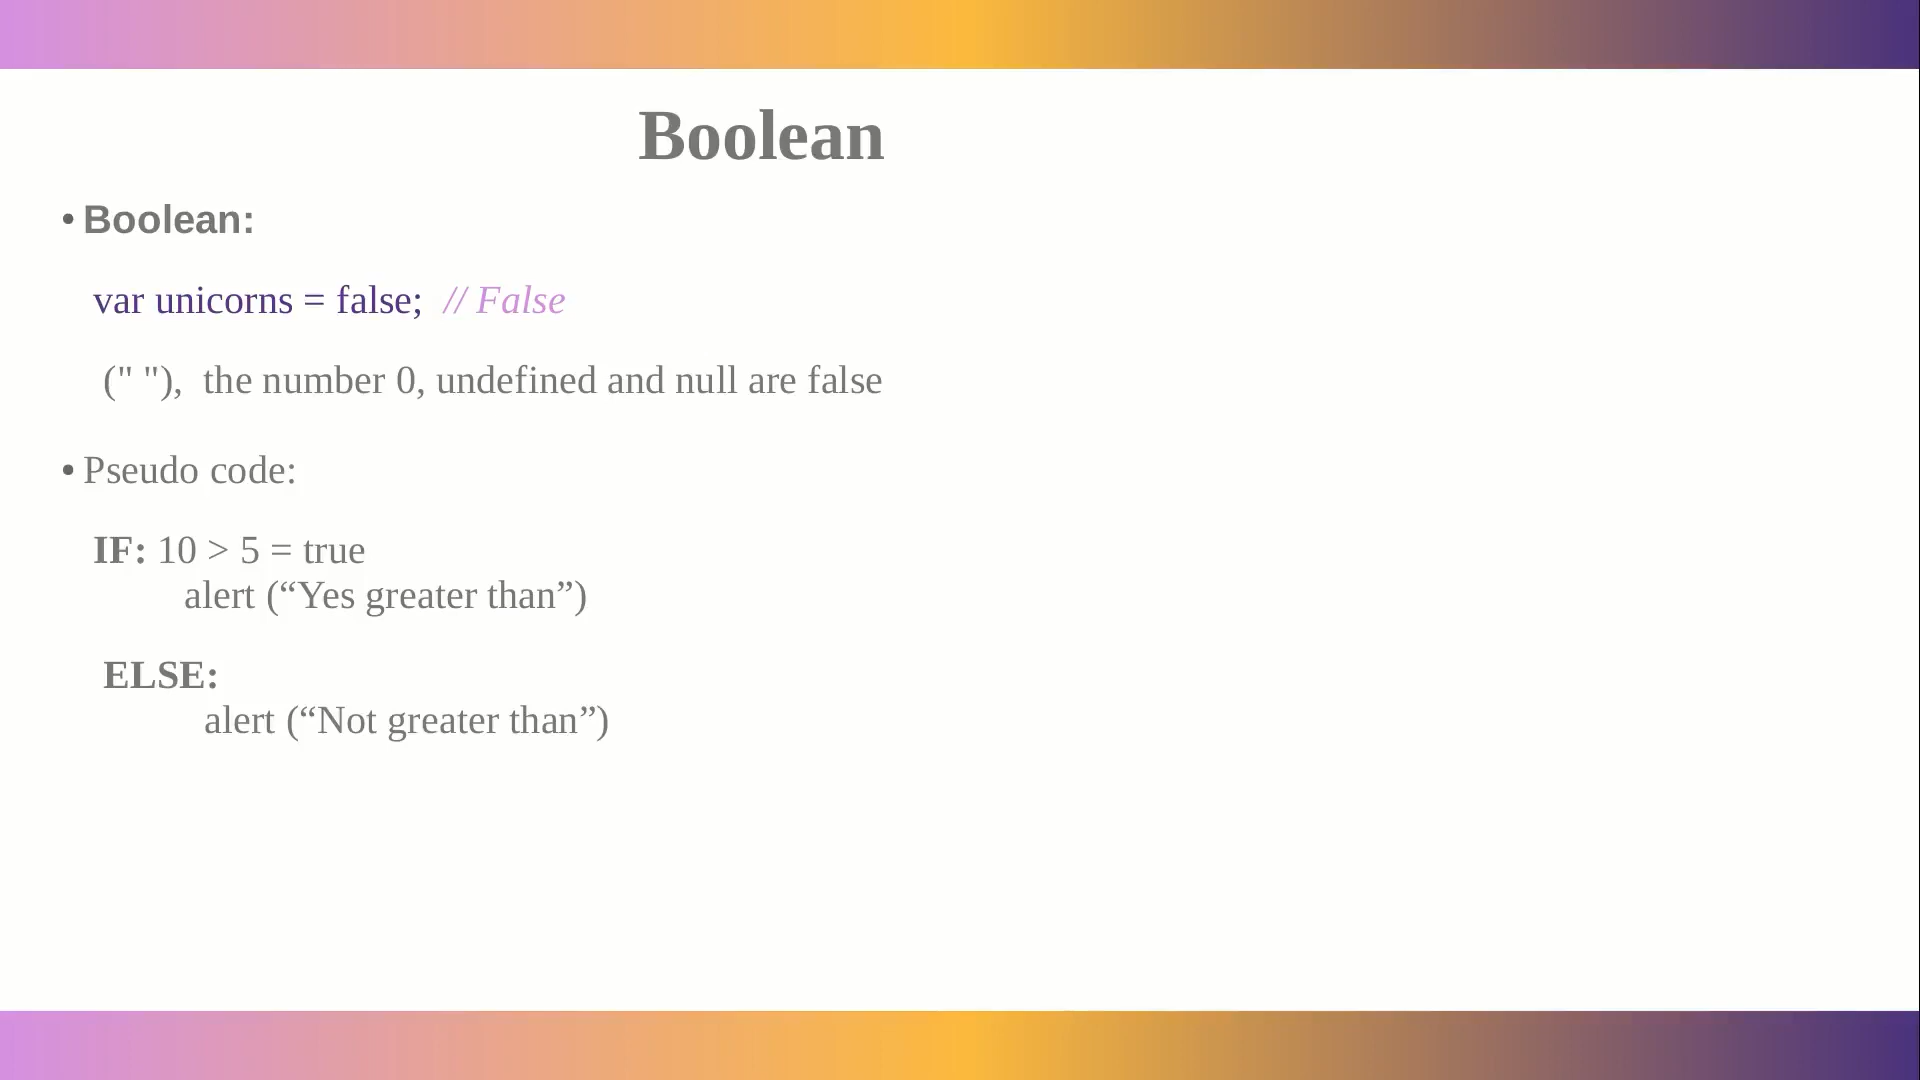 Boolean
• Boolean:
var unicorns = false;  // False
(" "),  the number 0, undefined and null are false
• Pseudo code:
IF: 10 > 5 = true
alert (“Yes greater than”)
ELSE:
alert (“Not greater than”)